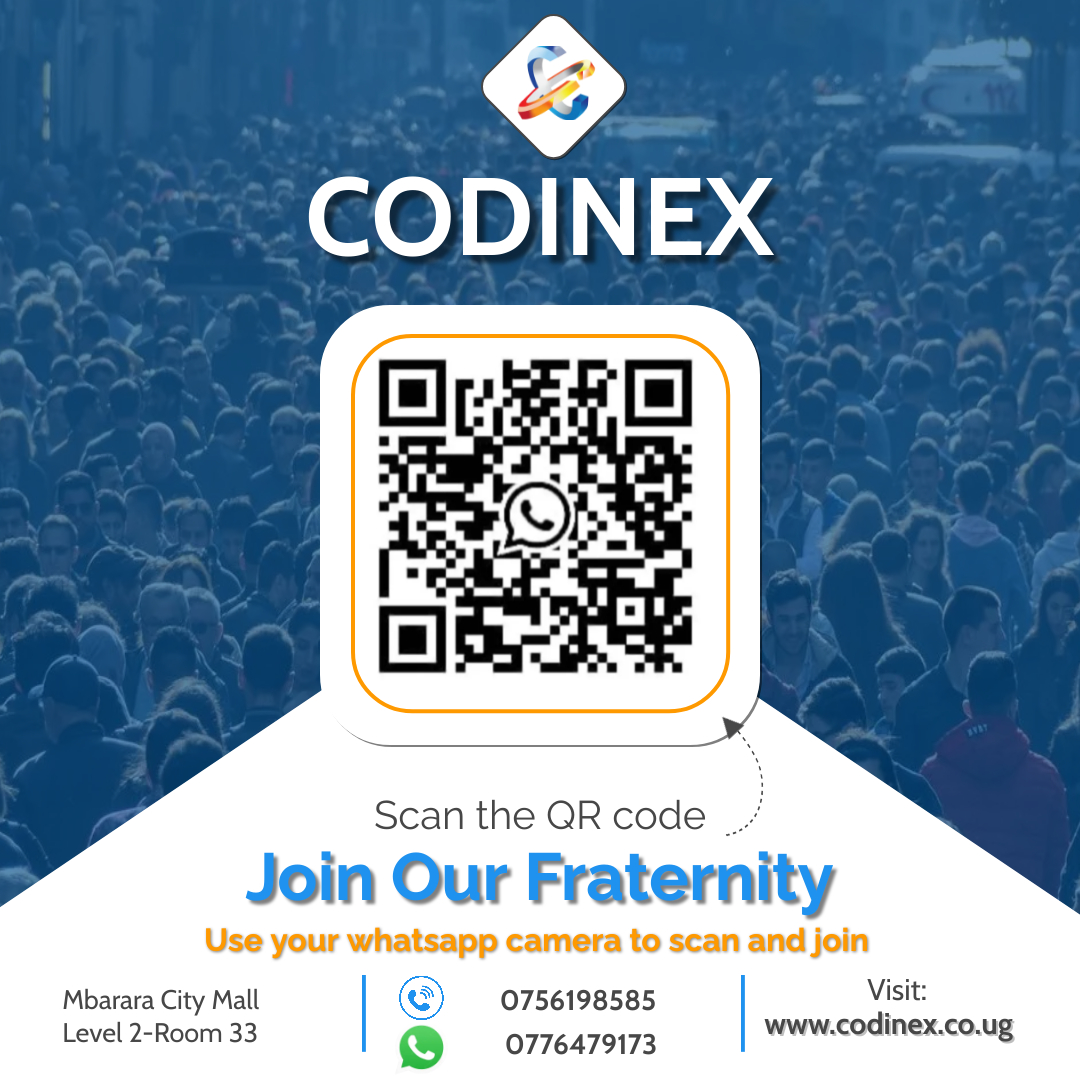 CODINEX
Scan the QR code
Join Our Fraternity
Use your whatsapp camera to scan and join
Mbarara City Mall
Level 2-Room 33
0756198585
0776479173
Visit:
www.codinex.co.ug